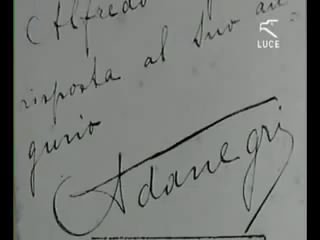 (Alfredo
risposta al Suo au-
gurio
Adanegri
LUCE